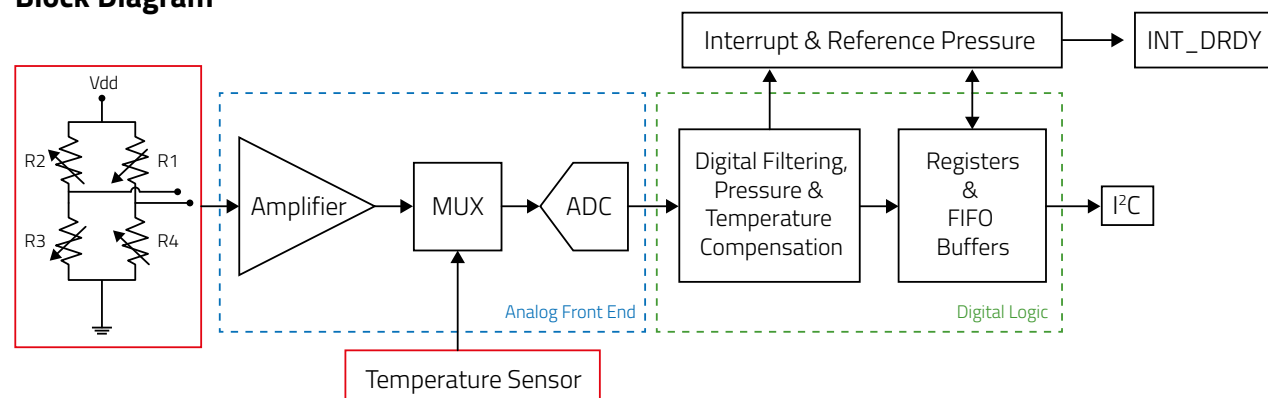 Block Diagram
Interrupt & Reference Pressure
INT_DRDY
Vdd
R2
R1
R3
R4
Amplifier
MUX
ADC
Digital Filtering,
Pressure &
Temperature
Compensation
Registers
&
FIFO
Buffers
I²C
Analog Front End
Digital Logic
Temperature Sensor